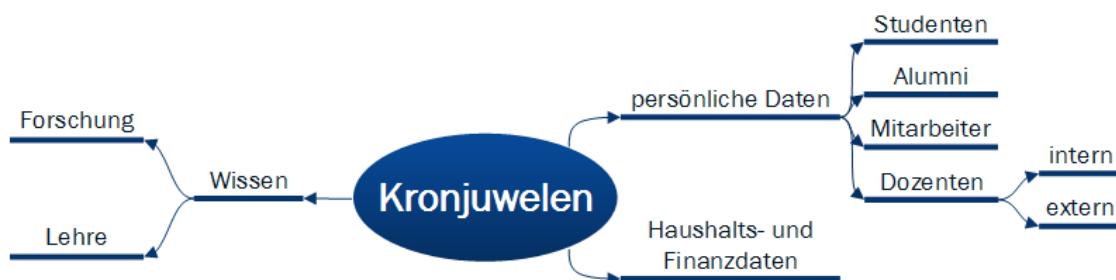 Kronjuwelen
Wissen
Forschung
Lehre
persönliche Daten
Studenten
Alumni
Mitarbeiter
Dozenten
intern
extern
Haushalts- und
Finanzdaten